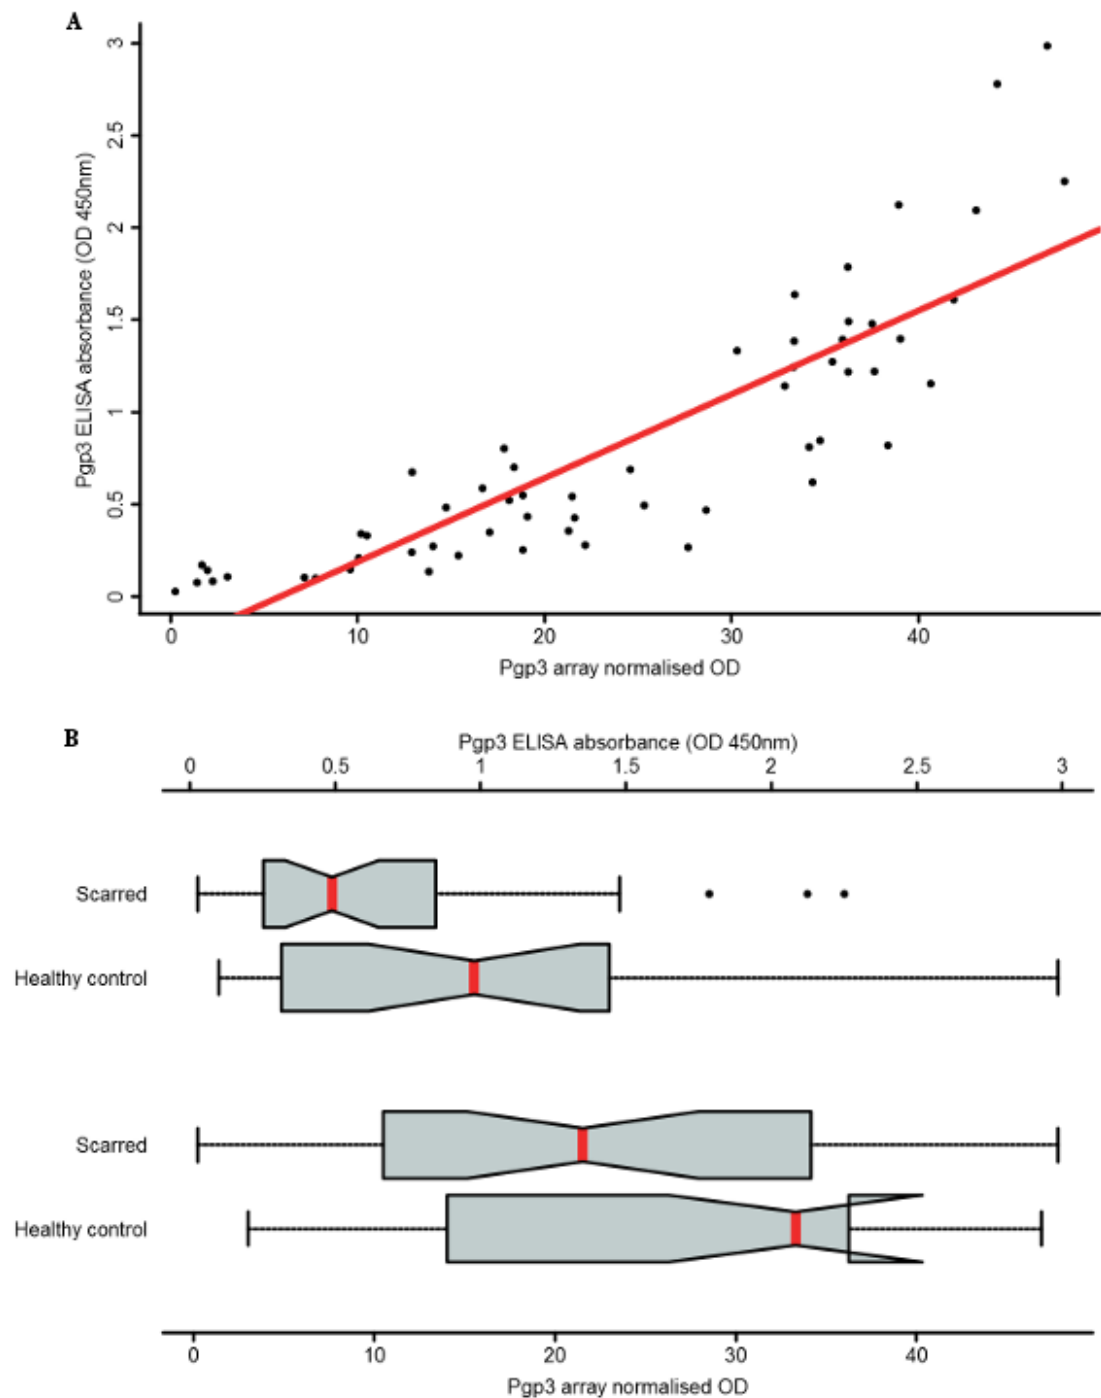 A
Pgp3 ELISA absorbance (OD 450nm)
3
2.5
2
1.5
1
0.5
0
0 10 20 30 40
Pgp3 array normalised OD
B
Pgp3 ELISA absorbance (OD 450nm)
0 0.5 1 1.5 2 2.5 3
Scarred
Healthy control
Scarred
Healthy control
0 10 20 30 40
Pgp3 array normalised OD